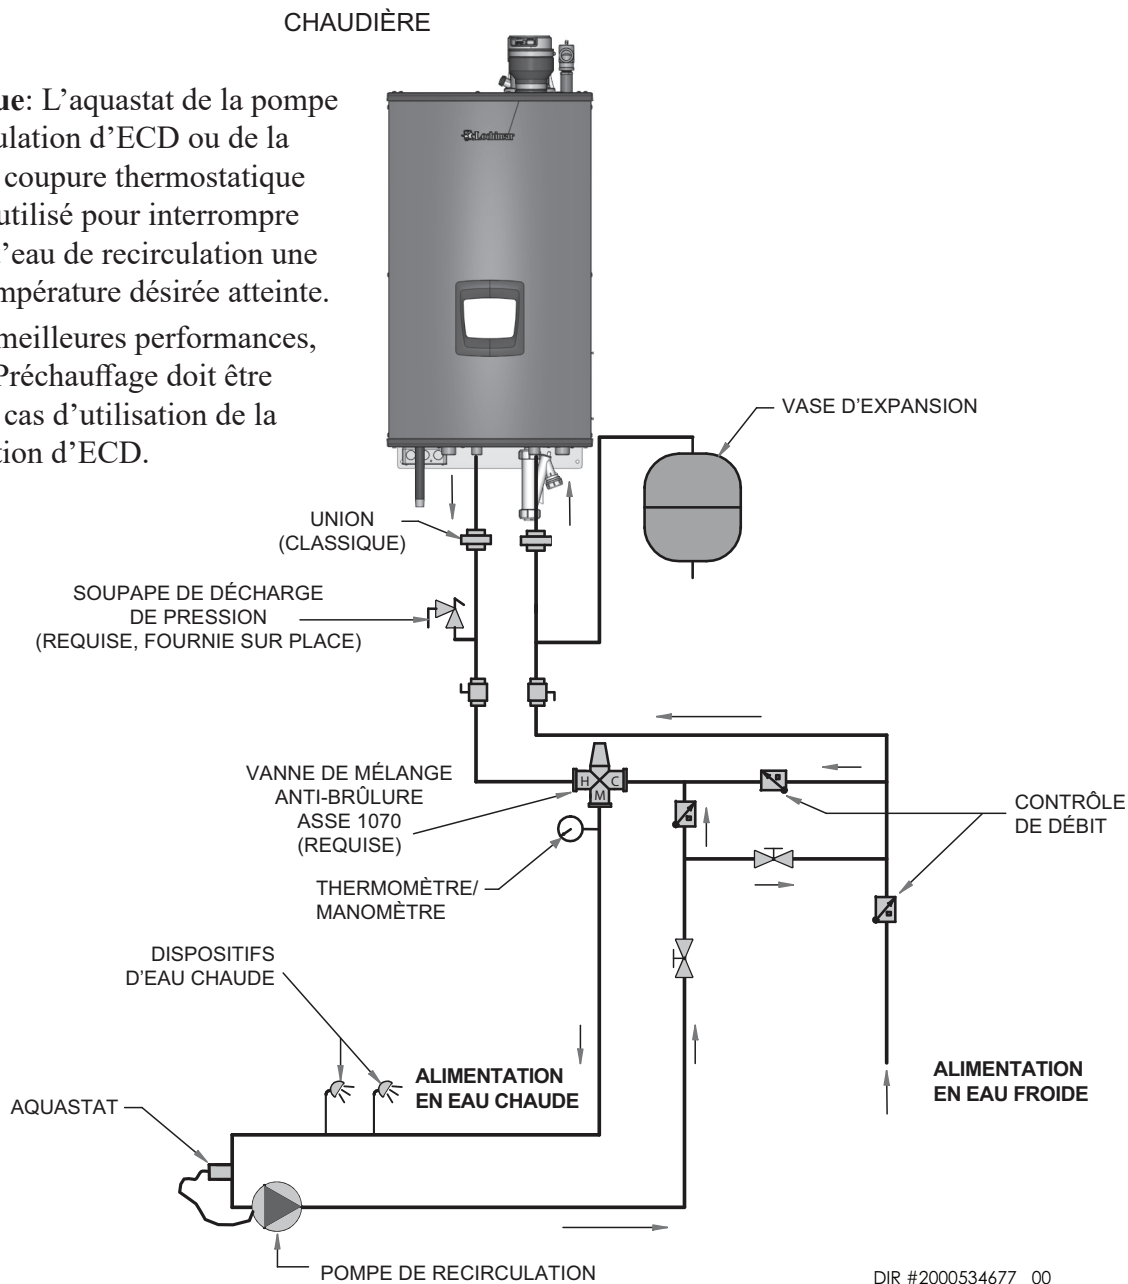 CHAUDIÈRE
ue: L’aquastat de la pompe
ulation d’ECD ou de la
coupure thermostatique
utilisé pour interrompre
’eau de recirculation une
mpérature désirée atteinte.
meilleures performances,
Préchauffage doit être
cas d’utilisation de la
tion d’ECD.
Lochinvar
VASE D’EXPANSION
UNION
(CLASSIQUE)
SOUPAPE DE DÉCHARGE
DE PRESSION
(REQUISE, FOURNIE SUR PLACE)
VANNE DE MÉLANGE
ANTI-BRÛLURE
ASSE 1070
(REQUISE)
H C
M
CONTRÔLE
DE DÉBIT
THERMOMÈTRE/
MANOMÈTRE
DISPOSITIFS
D’EAU CHAUDE
ALIMENTATION
EN EAU CHAUDE
ALIMENTATION
EN EAU FROIDE
AQUASTAT
POMPE DE RECIRCULATION
DIR #2000534677 00